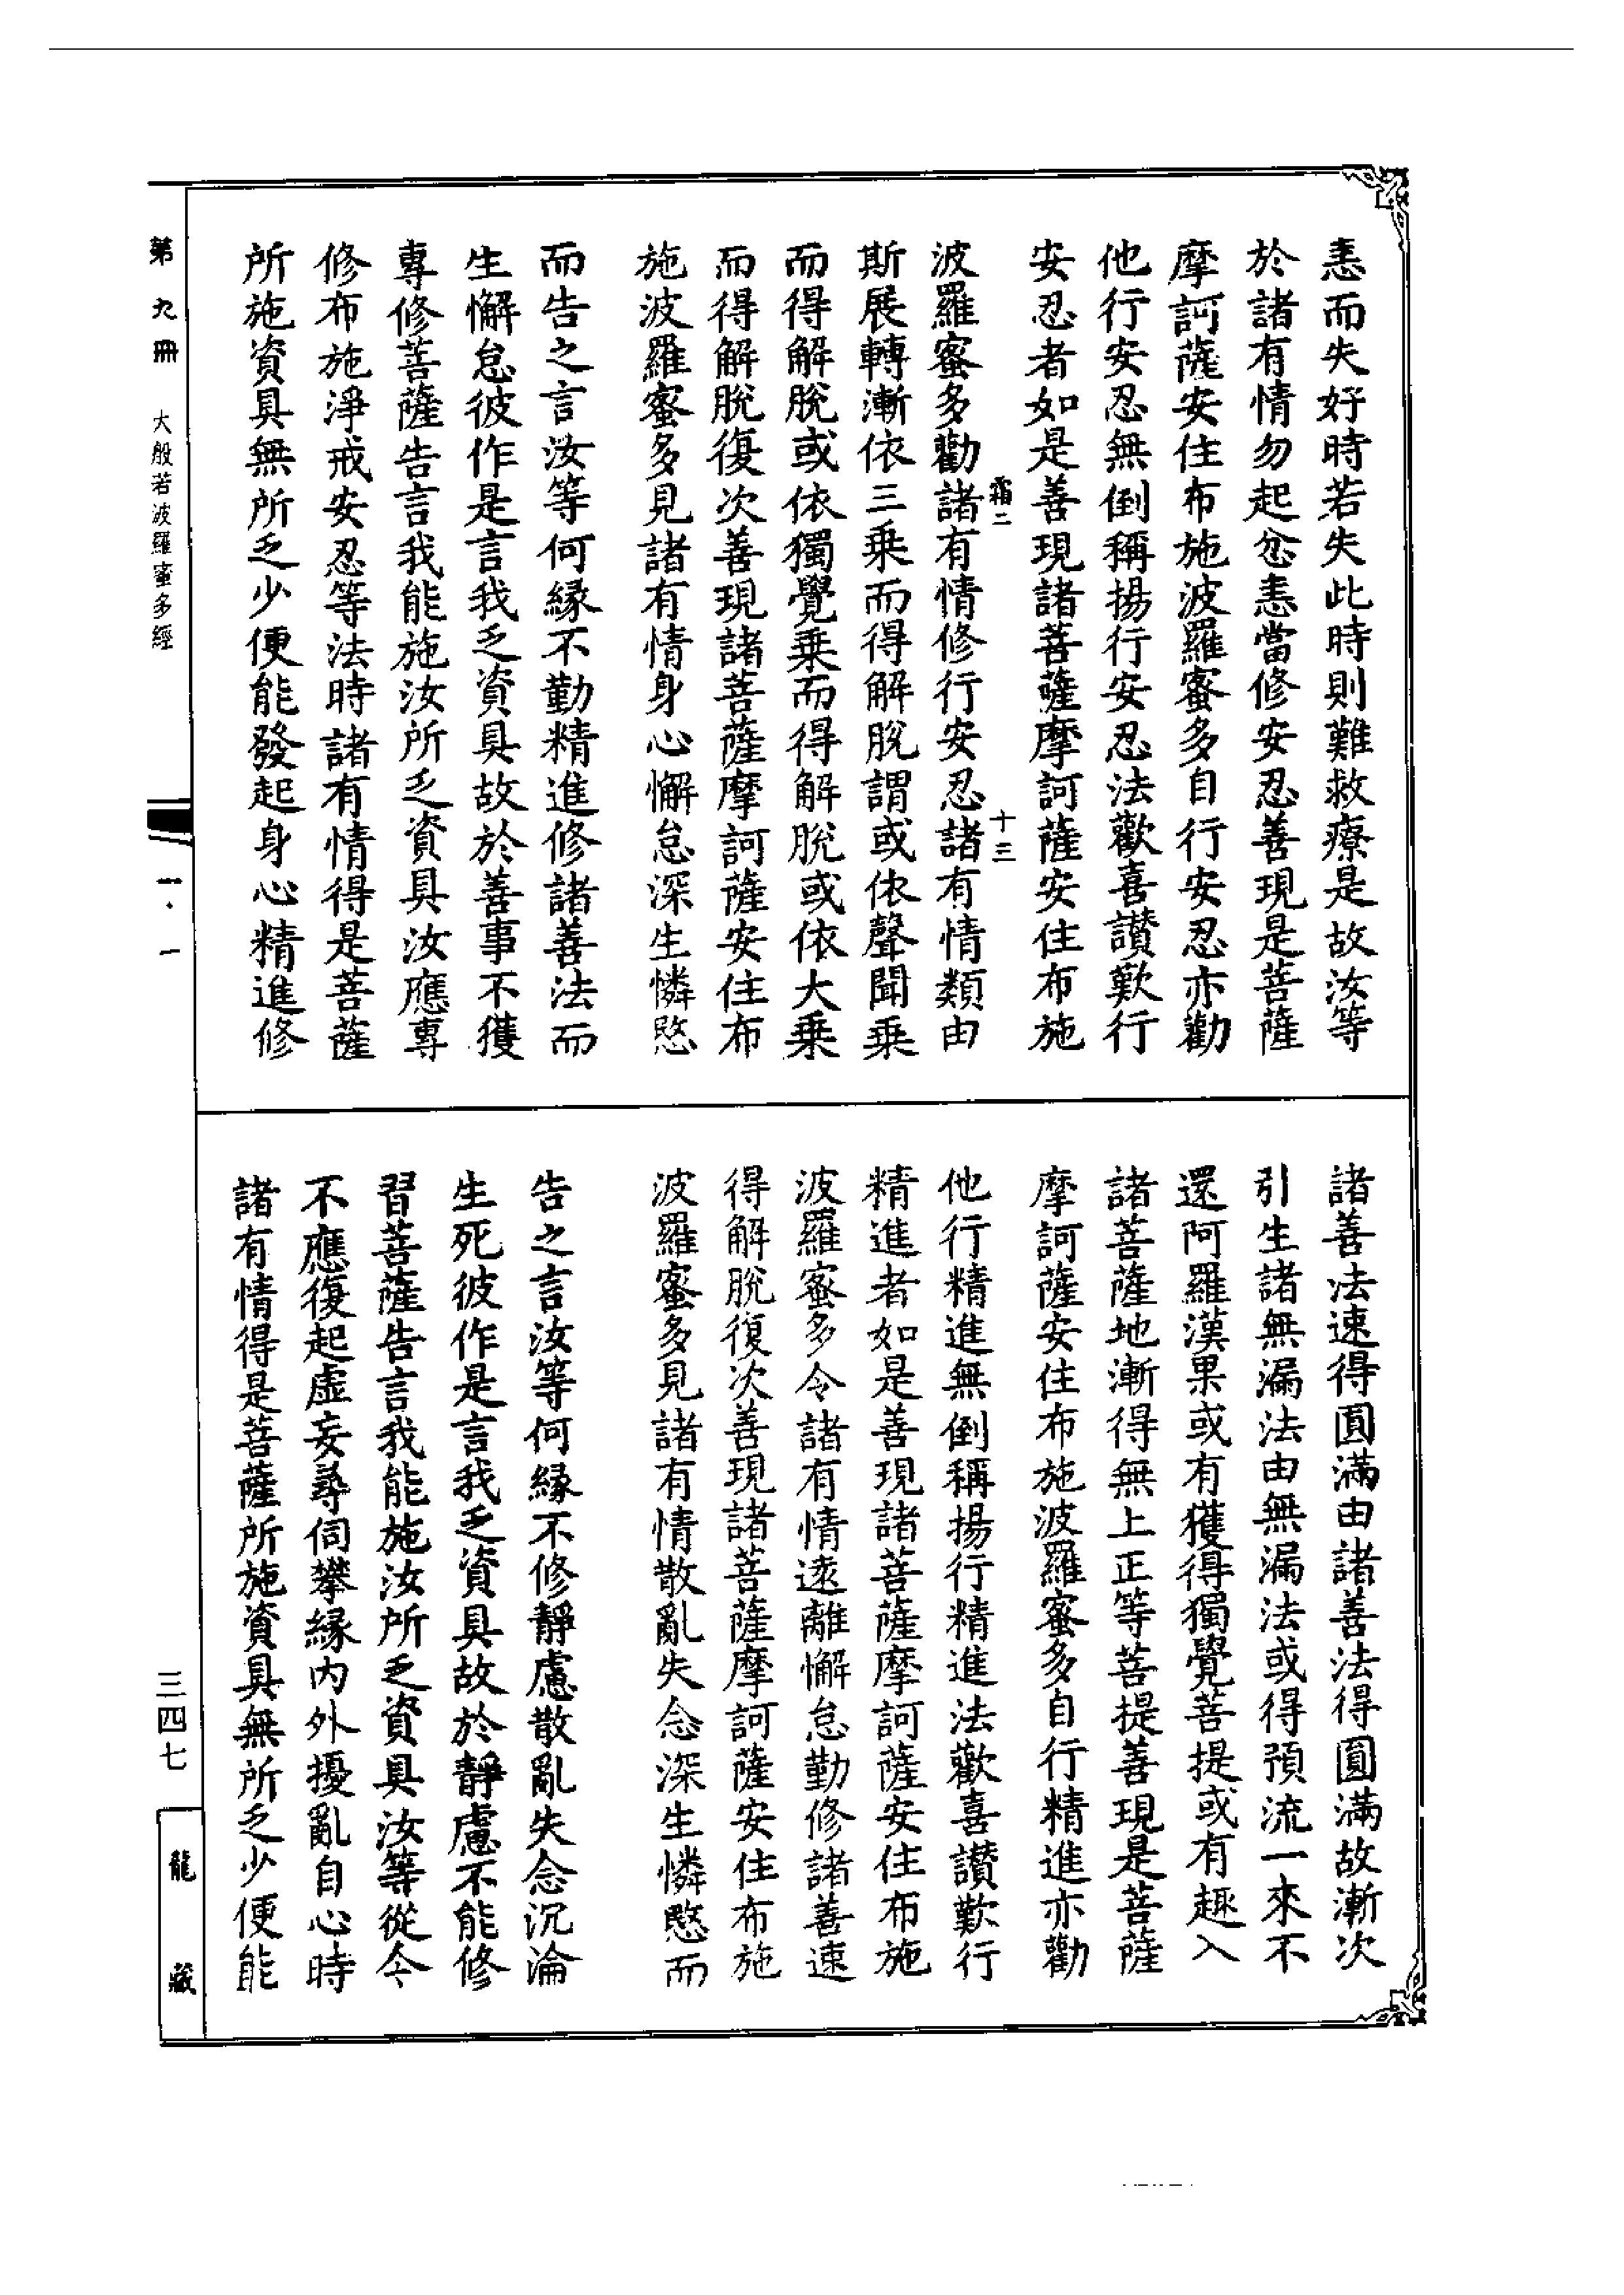 恚而失好時若失此時則難救療是故汝等
於諸有情勿起忿恚當修安忍善現是菩薩
摩訶薩安住布施波羅蜜多自行安忍亦勸
他行安忍無倒稱揚行安忍法歡喜讚歎行
安忍者如是善現諸菩薩摩訶薩安住布施
霜二 十三
波羅蜜多勸諸有情修行安忍諸有情類由
斯展轉漸依三乘而得解脫謂或依聲聞乘
而得解脫或依獨覺乘而得解脫或依大乘
而得解脫復次善現諸菩薩摩訶薩安住布
施波羅蜜多見諸有情身心懈怠深生憐愍
而告之言汝等何緣不勤精進修諸善法而
生懈怠彼作是言我乏資具故於善事不獲
專修菩薩告言我能施汝所乏資具汝應專
修布施淨戒安忍等法時諸有情得是菩薩
所施資具無所乏少便能發起身心精進修
諸善法速得圓滿由諸善法得圓滿故漸次
引生諸無漏法由無漏法或得預流一來不
還阿羅漢果或有獲得獨覺菩提或有趣入
諸菩薩地漸得無上正等菩提善現是菩薩
摩訶薩安住布施波羅蜜多自行精進亦勸
他行精進無倒稱揚行精進法歡喜讚歎行
精進者如是善現諸菩薩摩訶薩安住布施
波羅蜜多令諸有情遠離懈怠勤修諸善速
得解脫復次善現諸菩薩摩訶薩安住布施
波羅蜜多見諸有情散亂失念深生憐愍而
告之言汝等何緣不修靜慮散亂失念沉淪
生死彼作是言我乏資具故於靜慮不能修
習菩薩告言我能施汝所乏資具汝等從今
不應復起虛妄尋伺攀緣內外擾亂自心時
諸有情得是菩薩所施資具無所乏少便能
第九冊 大般若波羅蜜多經
一·一
三四七
龍藏